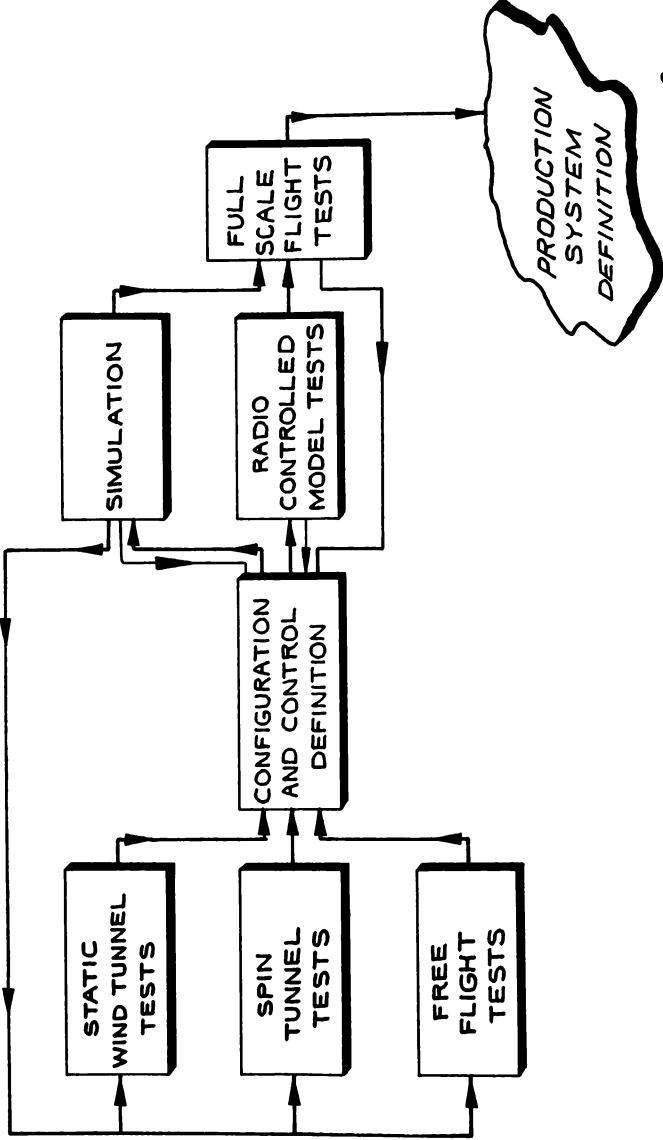 STATIC
WIND TUNNEL
TESTS
SPIN
TUNNEL
TESTS
FREE
FLIGHT
TESTS
CONFIGURATION
AND CONTROL
DEFINITION
SIMULATION
RADIO
CONTROLLED
MODEL TESTS
FULL
SCALE
FLIGHT
TESTS
PRODUCTION
SYSTEM
DEFINITION